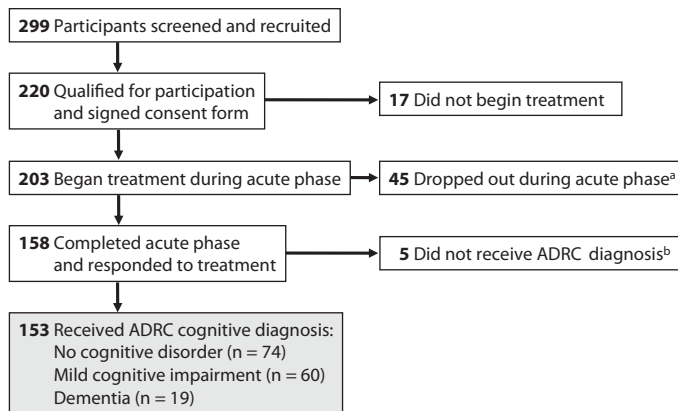 299 Participants screened and recruited
220 Qualified for participation
and signed consent form
17 Did not begin treatment
203 Began treatment during acute phase
45 Dropped out during acute phaseᵃ
158 Completed acute phase
and responded to treatment
5 Did not receive ADRC diagnosisᵇ
153 Received ADRC cognitive diagnosis:
No cognitive disorder (n = 74)
Mild cognitive impairment (n = 60)
Dementia (n = 19)